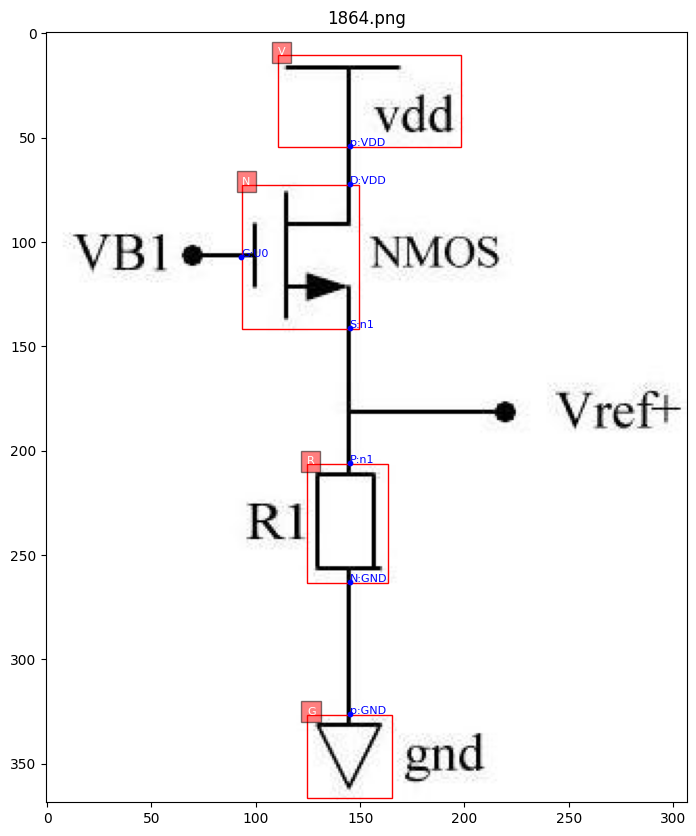 1864.png
V
vdd
p:VDD
N
D:VDD
VB1
G:U0
NMOS
S:n1
Vref+
P:n1
R
R1
N:GND
p:GND
G
gnd
0
50
100
150
200
250
300
350
0
50
100
150
200
250
300